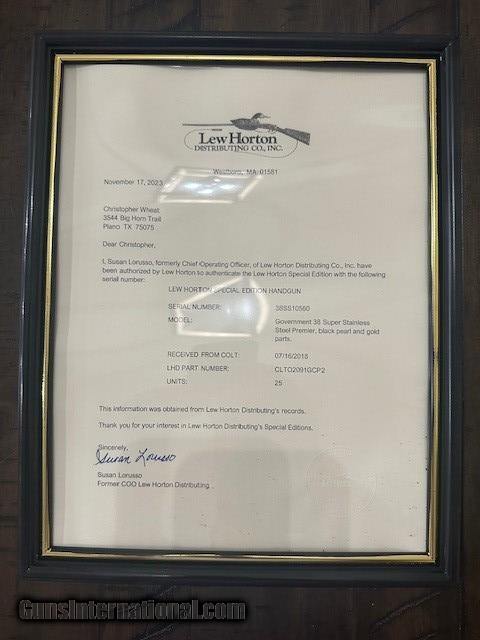 Lew Horton
DISTRIBUTING CO., INC.
Westboro, MA 01581
November 17, 2023
Christopher Wheat
3544 Big Horn Trail
Plano TX 75075
Dear Christopher,
I, Susan Lorusso, formerly Chief Operating Officer, of Lew Horton Distributing Co., Inc. have
been authorized by Lew Horton to authenticate the Lew Horton Special Edition with the following
serial number:
LEW HORTON SPECIAL EDITION HANDGUN
SERIAL NUMBER: 38SS10560
MODEL: Government 38 Super Stainless
Steel Premier, black pearl and gold
parts.
RECEIVED FROM COLT: 07/16/2018
LHD PART NUMBER: CLTO2091GCP2
UNITS: 25
This information was obtained from Lew Horton Distributing's records.
Thank you for your interest in Lew Horton Distributing's Special Editions.
Sincerely,
Susan Lorusso
Susan Lorusso
Former COO Lew Horton Distributing
GunsInternational.com